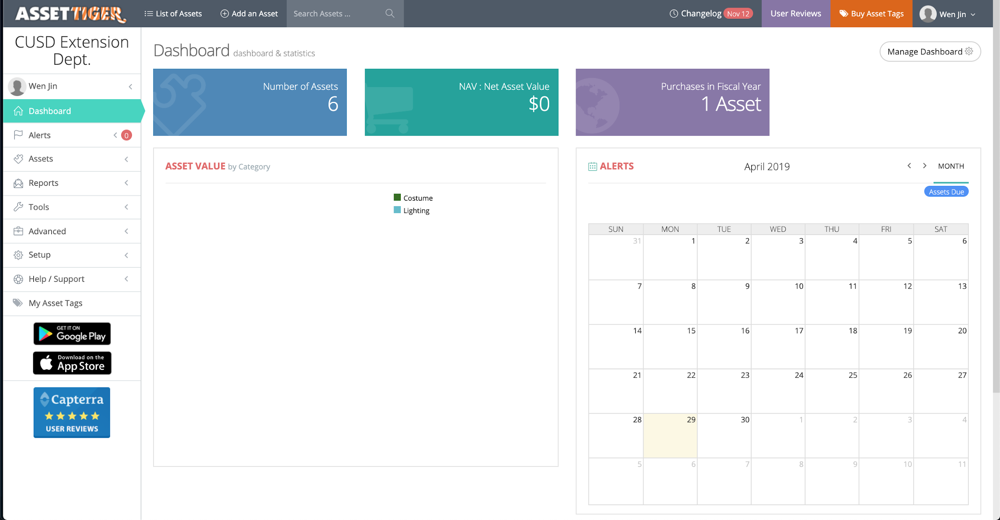 ASSETTIGER
List of Assets
Add an Asset
Search Assets ...
Changelog Nov 12
User Reviews
Buy Asset Tags
Wen Jin
CUSD Extension
Dept.
Wen Jin
Dashboard
Alerts 0
Assets
Reports
Tools
Advanced
Setup
Help / Support
My Asset Tags
GET IT ON
Google Play
Download on the
App Store
Capterra
USER REVIEWS
Dashboard dashboard & statistics
Manage Dashboard
Number of Assets
6
NAV : Net Asset Value
$0
Purchases in Fiscal Year
1 Asset
ASSET VALUE by Category
Costume
Lighting
ALERTS
April 2019
MONTH
Assets Due
SUN MON TUE WED THU FRI SAT
31 1 2 3 4 5 6
7 8 9 10 11 12 13
14 15 16 17 18 19 20
21 22 23 24 25 26 27
28 29 30 1 2 3 4
5 6 7 8 9 10 11